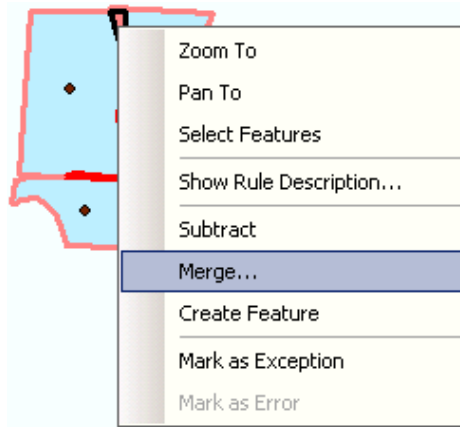 Zoom To
Pan To
Select Features
Show Rule Description...
Subtract
Merge...
Create Feature
Mark as Exception
Mark as Error